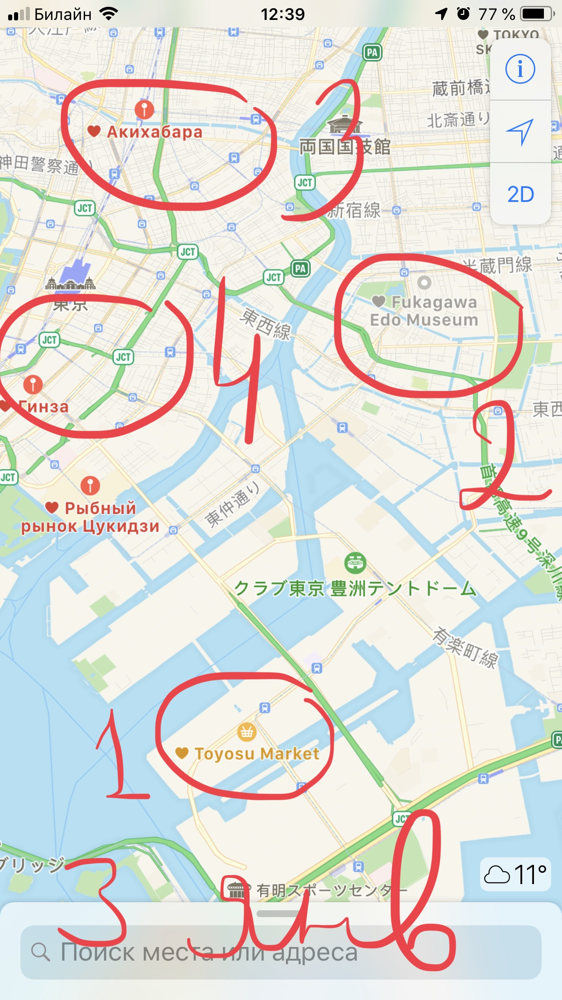 Билайн 12:39 77 %
TOKYO
SK
PA
蔵前橋通
北斎通り
3
両国国技館
Акихабара
神田警察通り
JCT
2D
JCT
新宿線
JCT
PA
JCT
半蔵門線
東京
Fukagawa
Edo Museum
東西線
4
JCT
JCT
Гинза
東西
2
JCT
首都高速9号深川線
Рыбный
рынок Цукидзи
東仲通り
クラブ東京 豊洲テントドーム
有楽町線
Toyosu Market
1
PA
JCT
ブリッジ
11°
有明スポーツセンター
3 день
Поиск места или адреса